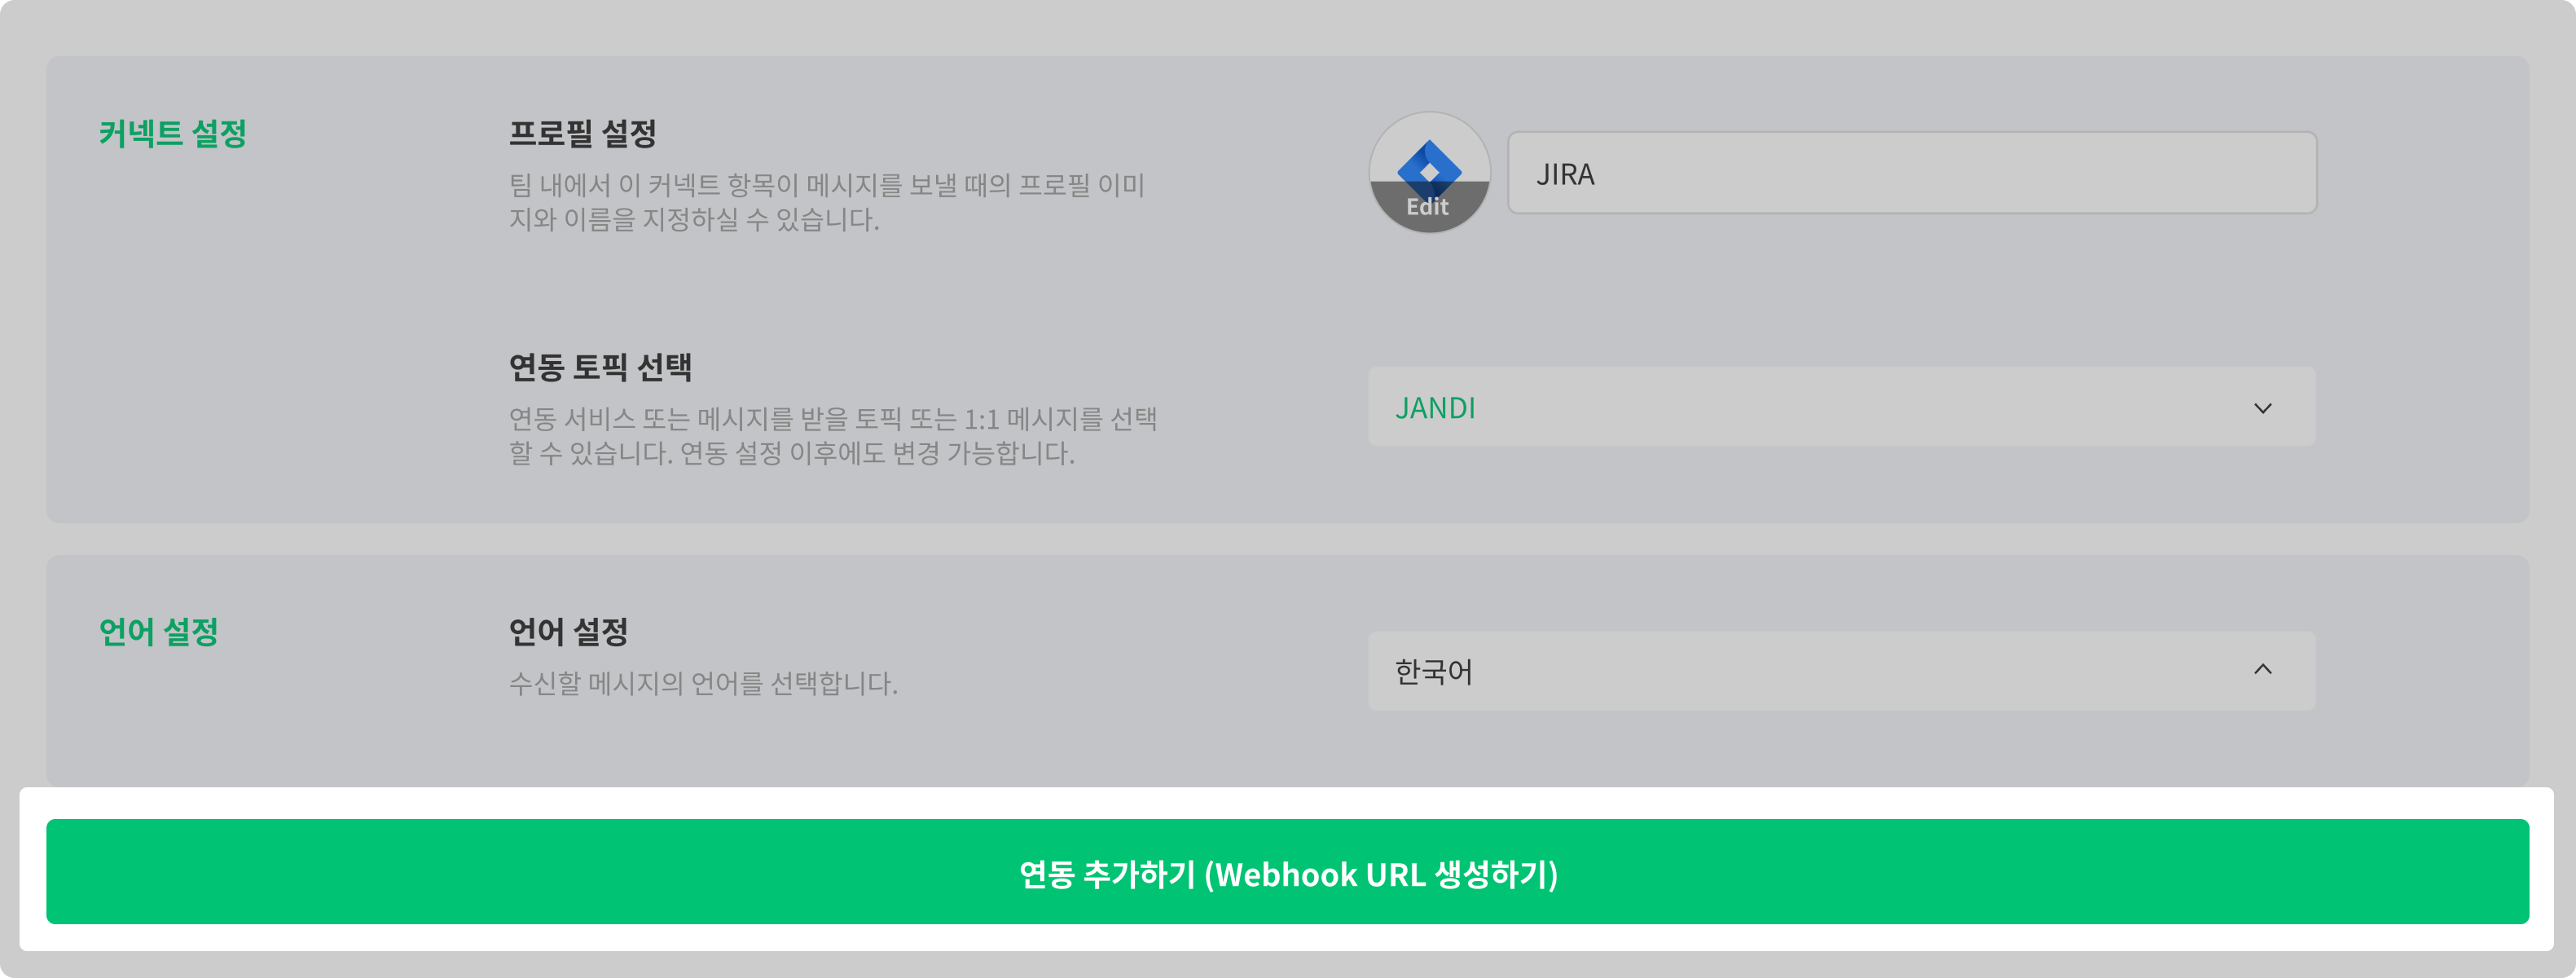 커넥트 설정
프로필 설정
팀 내에서 이 커넥트 항목이 메시지를 보낼 때의 프로필 이미
지와 이름을 지정하실 수 있습니다.
Edit
JIRA
연동 토픽 선택
연동 서비스 또는 메시지를 받을 토픽 또는 1:1 메시지를 선택
할 수 있습니다. 연동 설정 이후에도 변경 가능합니다.
JANDI
언어 설정
언어 설정
수신할 메시지의 언어를 선택합니다.
한국어
연동 추가하기 (Webhook URL 생성하기)